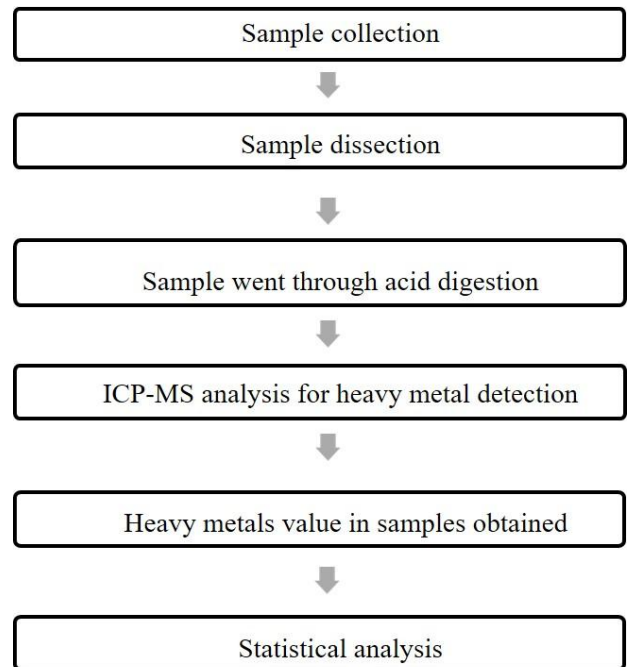 Sample collection
Sample dissection
Sample went through acid digestion
ICP-MS analysis for heavy metal detection
Heavy metals value in samples obtained
Statistical analysis